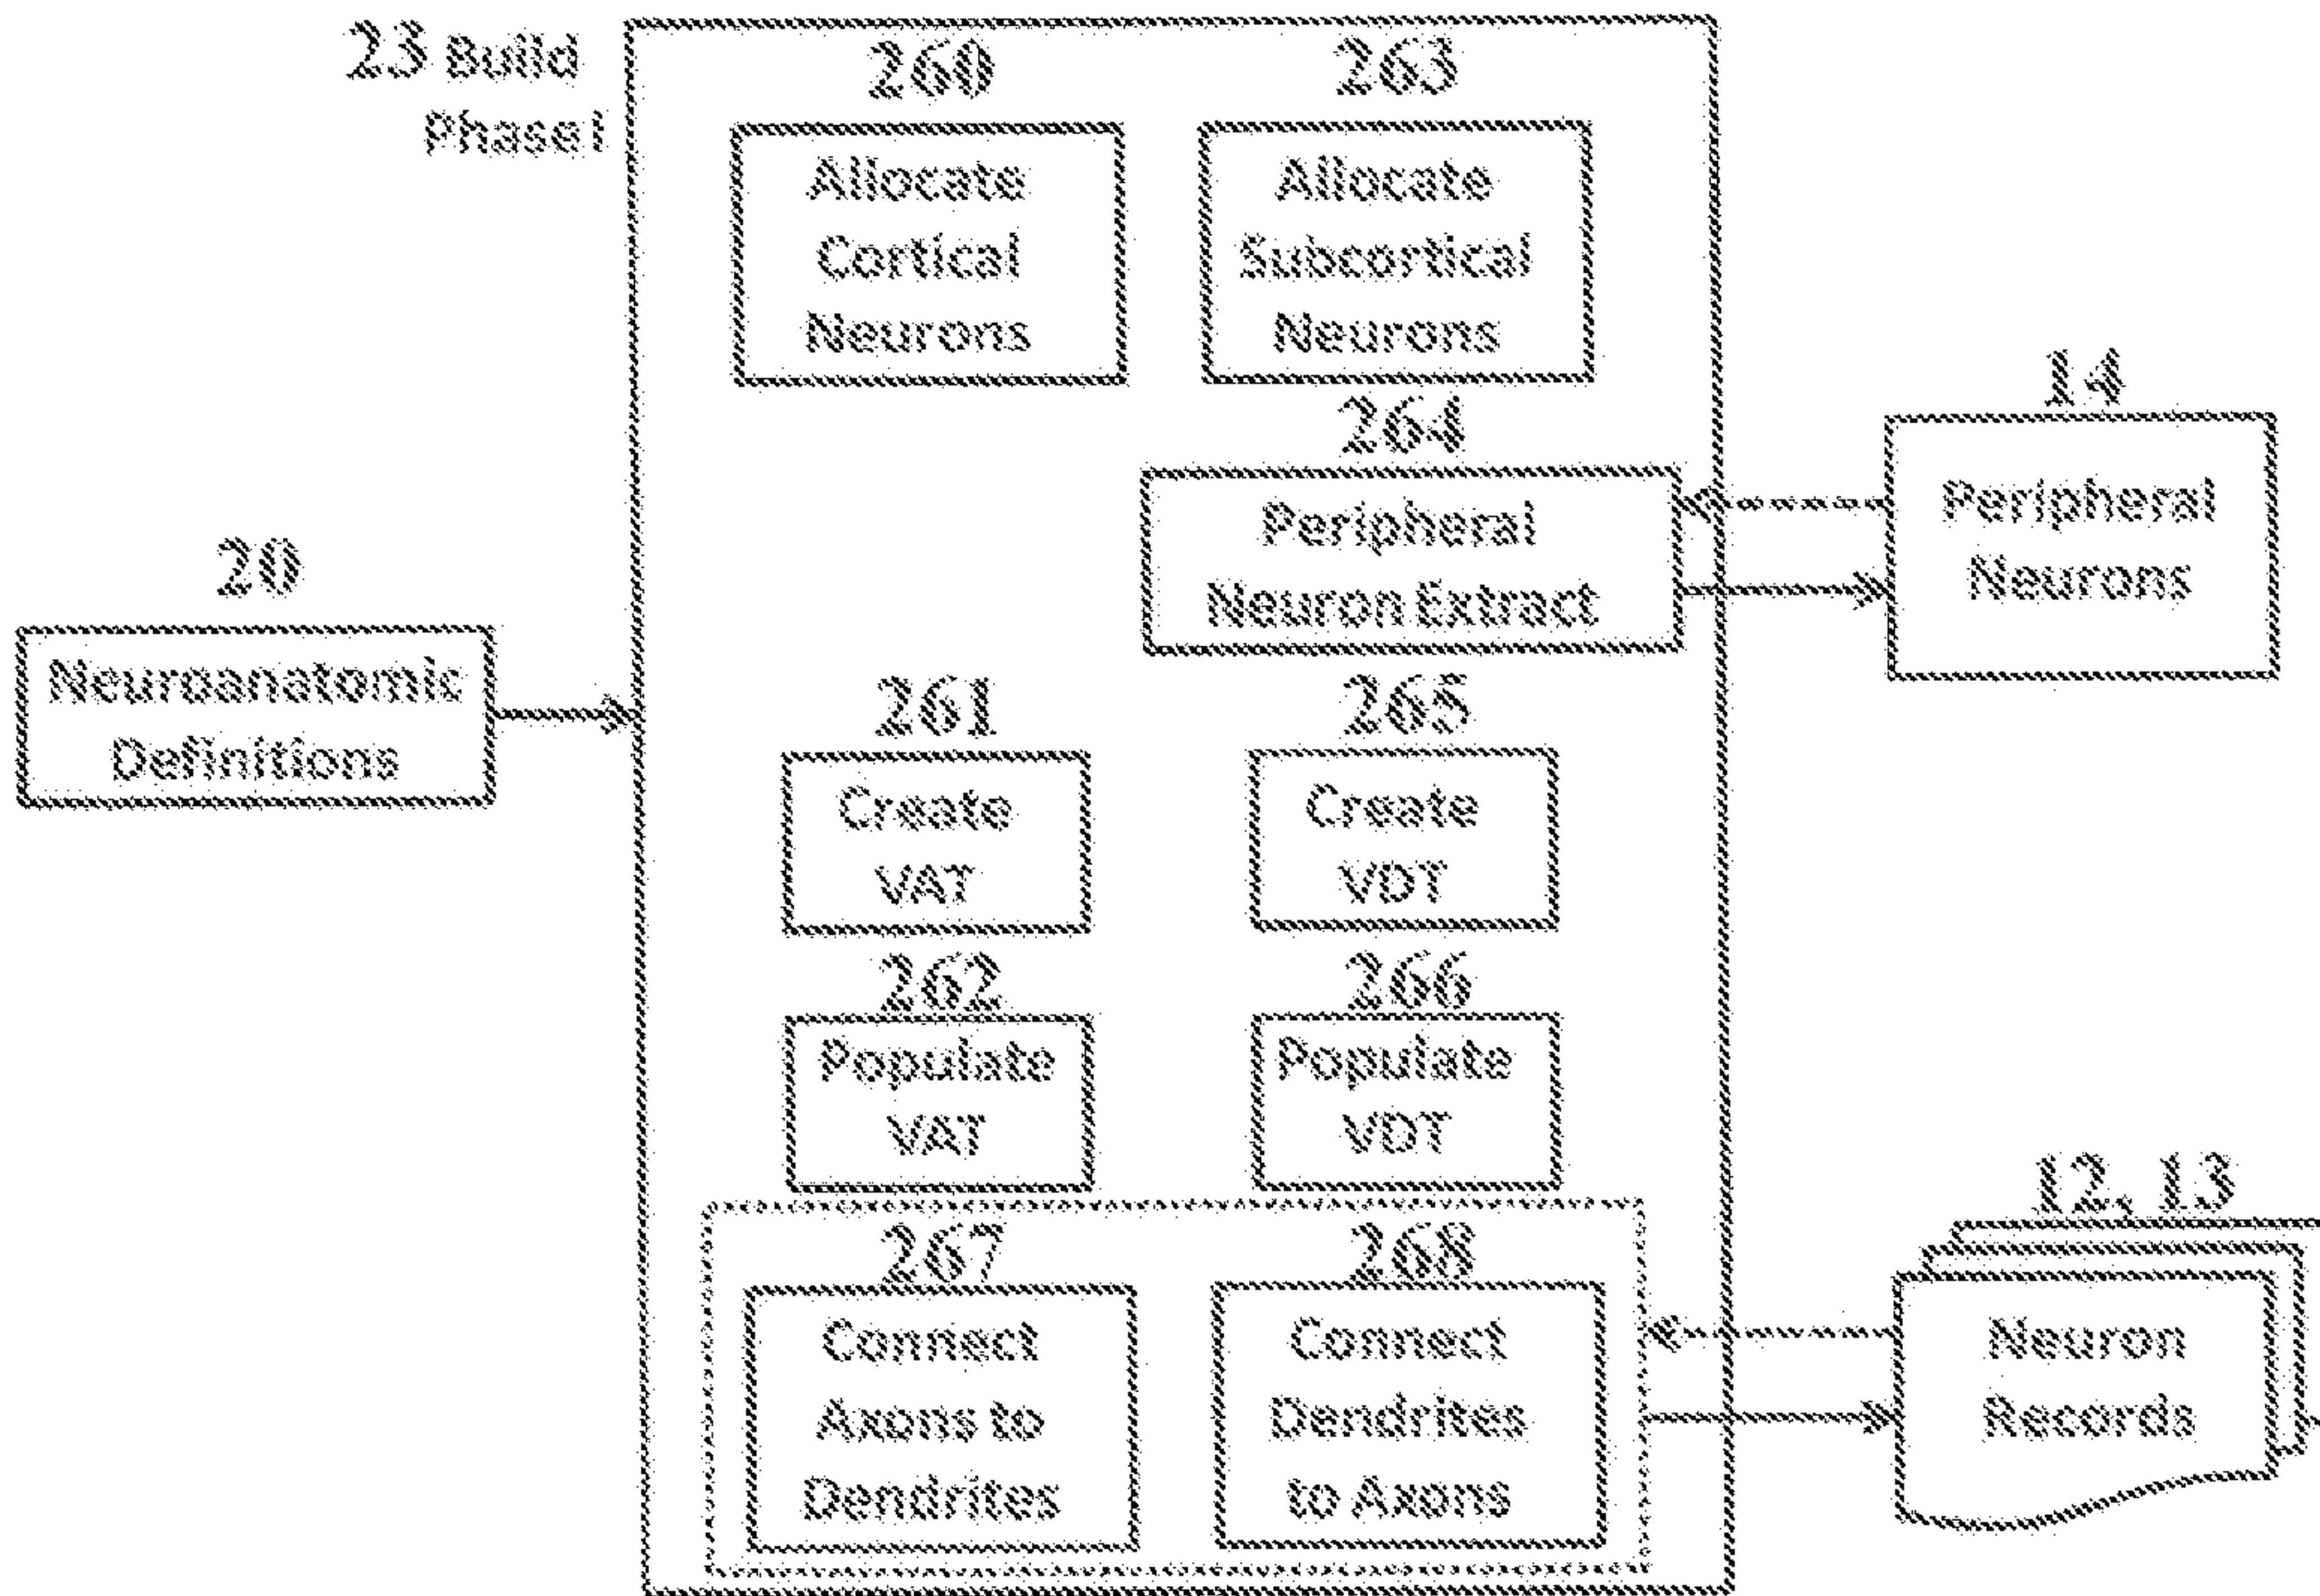 23 Build
Phase I
260
Allocate
Cortical
Neurons
263
Allocate
Subcortical
Neurons
264
Peripheral
Neuron Extract
14
Peripheral
Neurons
20
Neuroanatomic
Definitions
261
Create
VAT
265
Create
VDT
262
Populate
VAT
266
Populate
VDT
267
Connect
Axons to
Dendrites
268
Connect
Dendrites
to Axons
12, 13
Neuron
Records